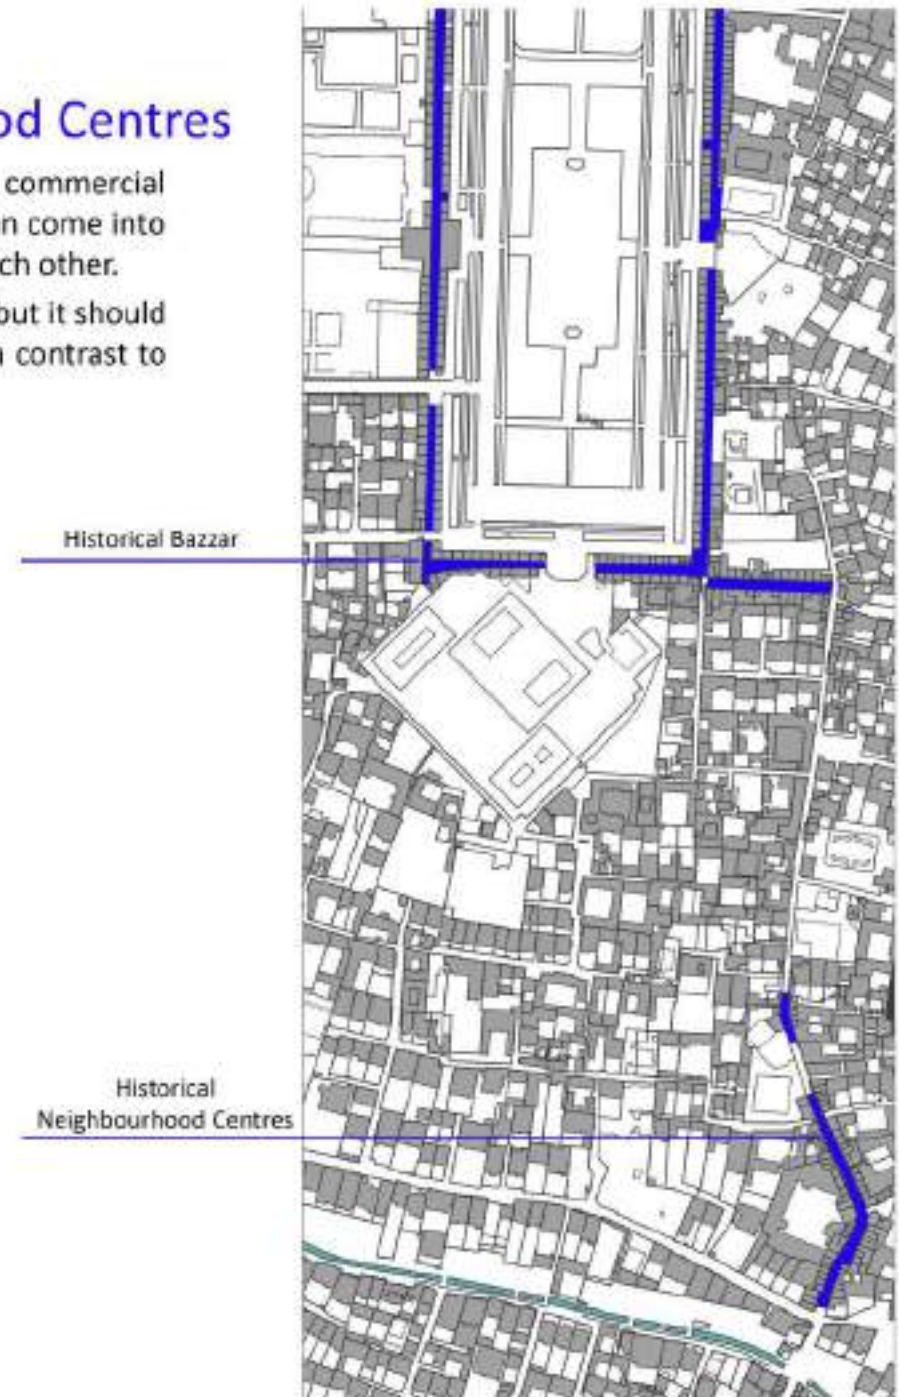 od Centres
commercial
n come into
ch other.
but it should
contrast to
Historical Bazzar
Historical
Neighbourhood Centres